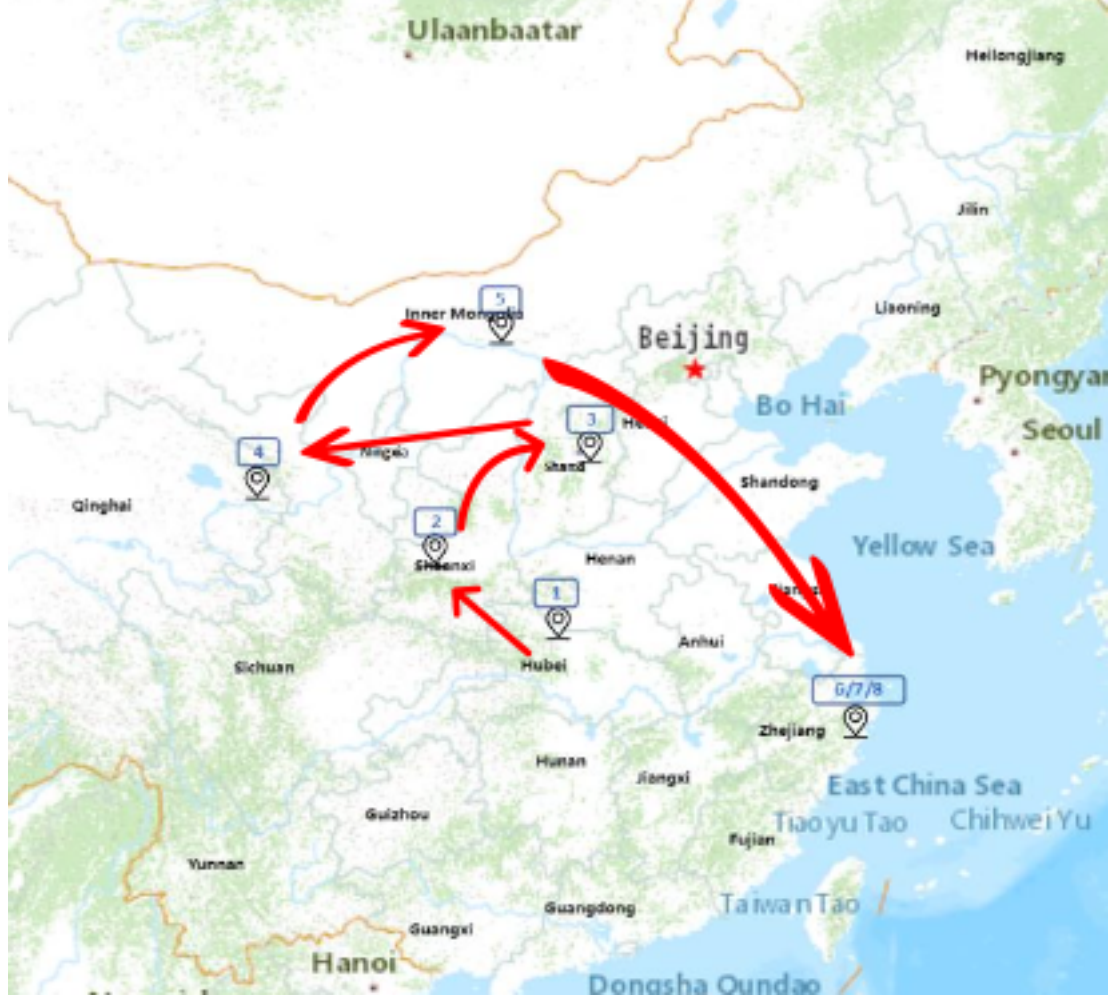 Ulaanbaatar
Heilongjiang
Jilin
5
Inner Mongolia
Liaoning
Beijing
Pyongyan
Bo Hai
3
Seoul
4
Ningxia
Shandong
Qinghai
2
Yellow Sea
Henan
1
Anhui
Hubei
Sichuan
6/7/8
Zhejiang
Hunan
Jiangxi
East China Sea
Guizhou
Tiaoyu Tao
Chihwei Yu
Fujian
Yunnan
Taiwan Tao
Guangdong
Guangxi
Hanoi
Dongsha Qundao